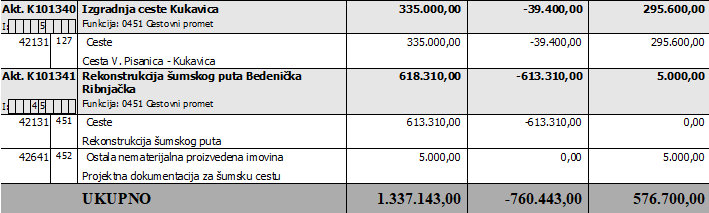 Akt. K101340 Izgradnja ceste Kukavica 335.000,00 -39.400,00 295.600,00
I: 5 Funkcija: 0451 Cestovni promet
42131 127 Ceste 335.000,00 -39.400,00 295.600,00
Cesta V. Pisanica - Kukavica
Akt. K101341 Rekonstrukcija šumskog puta Bedenička 618.310,00 -613.310,00 5.000,00
Ribnjačka
I: 4 5 Funkcija: 0451 Cestovni promet
42131 451 Ceste 613.310,00 -613.310,00 0,00
Rekonstrukcija šumskog puta
42641 452 Ostala nematerijalna proizvedena imovina 5.000,00 0,00 5.000,00
Projektna dokumentacija za šumsku cestu
UKUPNO 1.337.143,00 -760.443,00 576.700,00